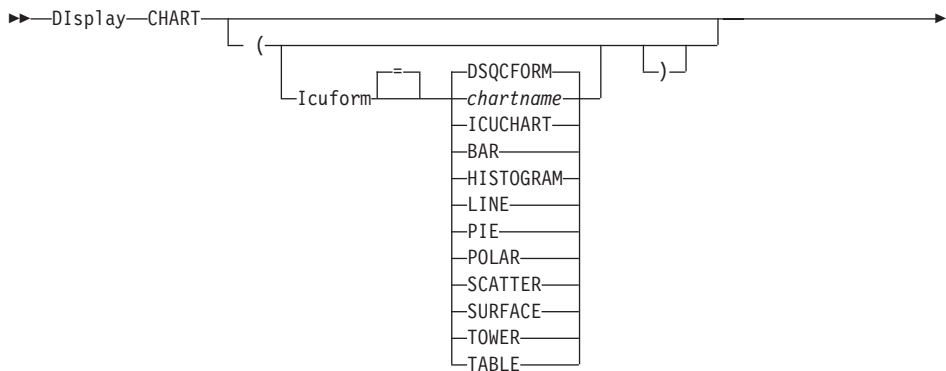 DIsplay CHART
(
Icuform = DSQCFORM )
chartname
ICUCHART
BAR
HISTOGRAM
LINE
PIE
POLAR
SCATTER
SURFACE
TOWER
TABLE